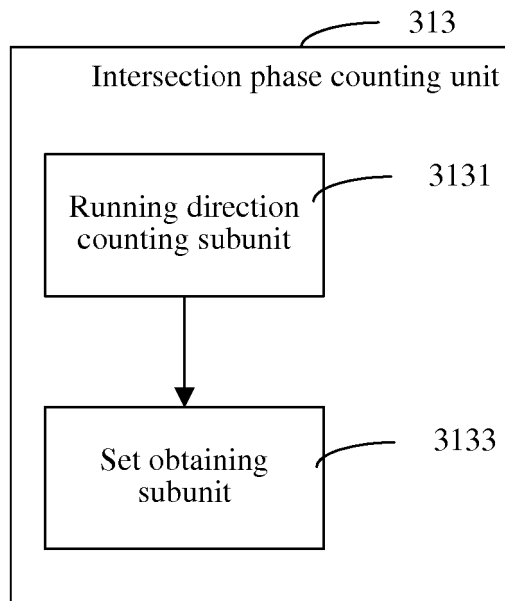 313
Intersection phase counting unit
3131
Running direction
counting subunit
3133
Set obtaining
subunit